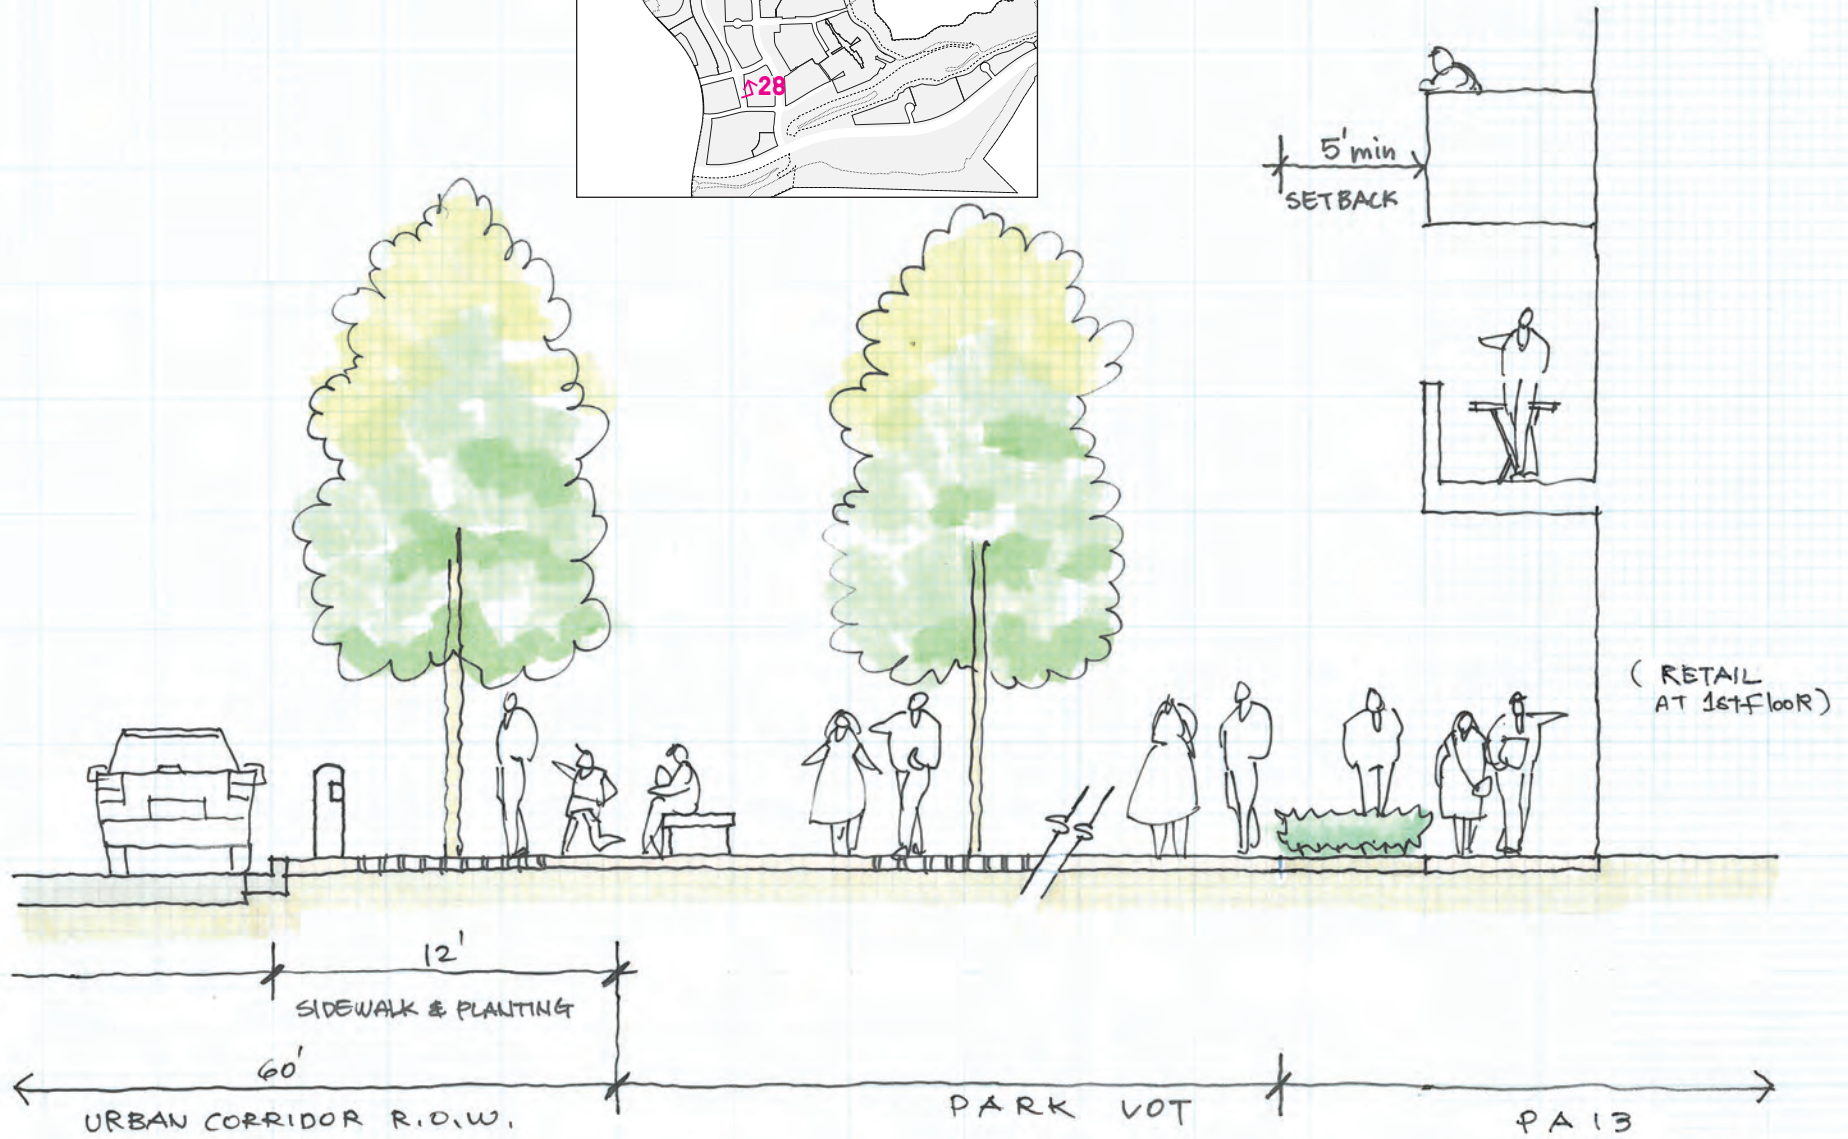 28
5'min
SETBACK
( RETAIL
AT 1st FlooR)
12'
SIDEWALK & PLANTING
60'
URBAN CORRIDOR R.O.W.
PARK VOT
PA 13